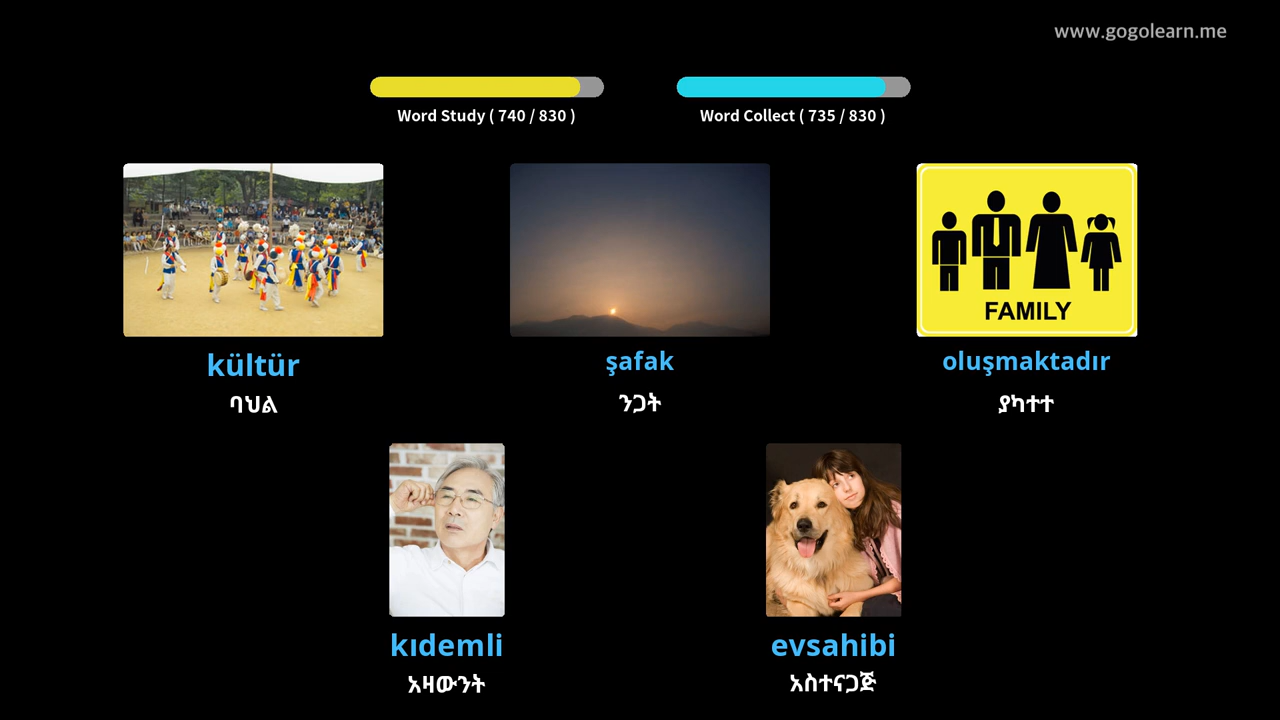 www.gogolearn.me
Word Study ( 740 / 830 )
Word Collect ( 735 / 830 )
FAMILY
kültür
şafak
oluşmaktadır
ባህል
ንጋት
ያካተተ
kıdemli
evsahibi
አዛውንት
አስተናጋጅ